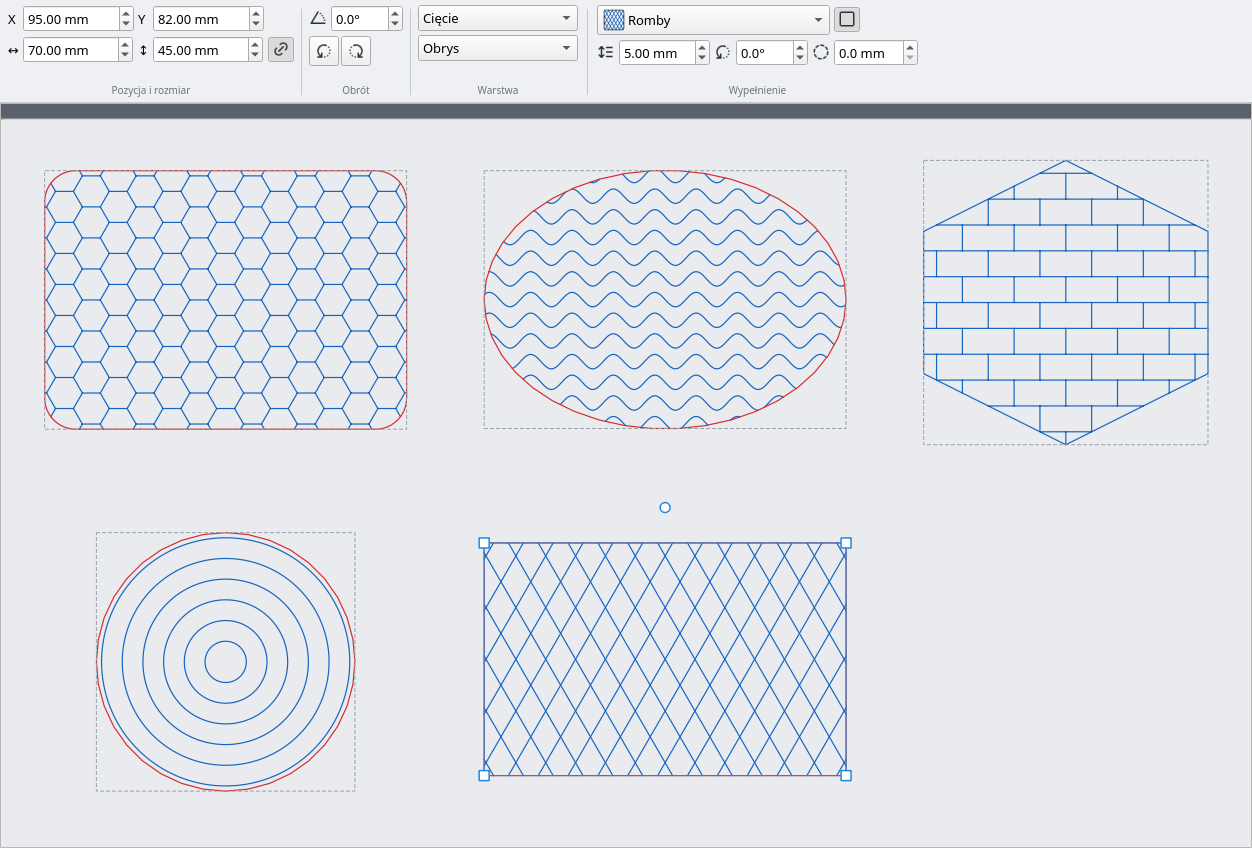 X 95.00 mm Y 82.00 mm 0.0° Cięcie Romby
70.00 mm 45.00 mm Obrys 5.00 mm 0.0° 0.0 mm
Pozycja i rozmiar Obrót Warstwa Wypełnienie